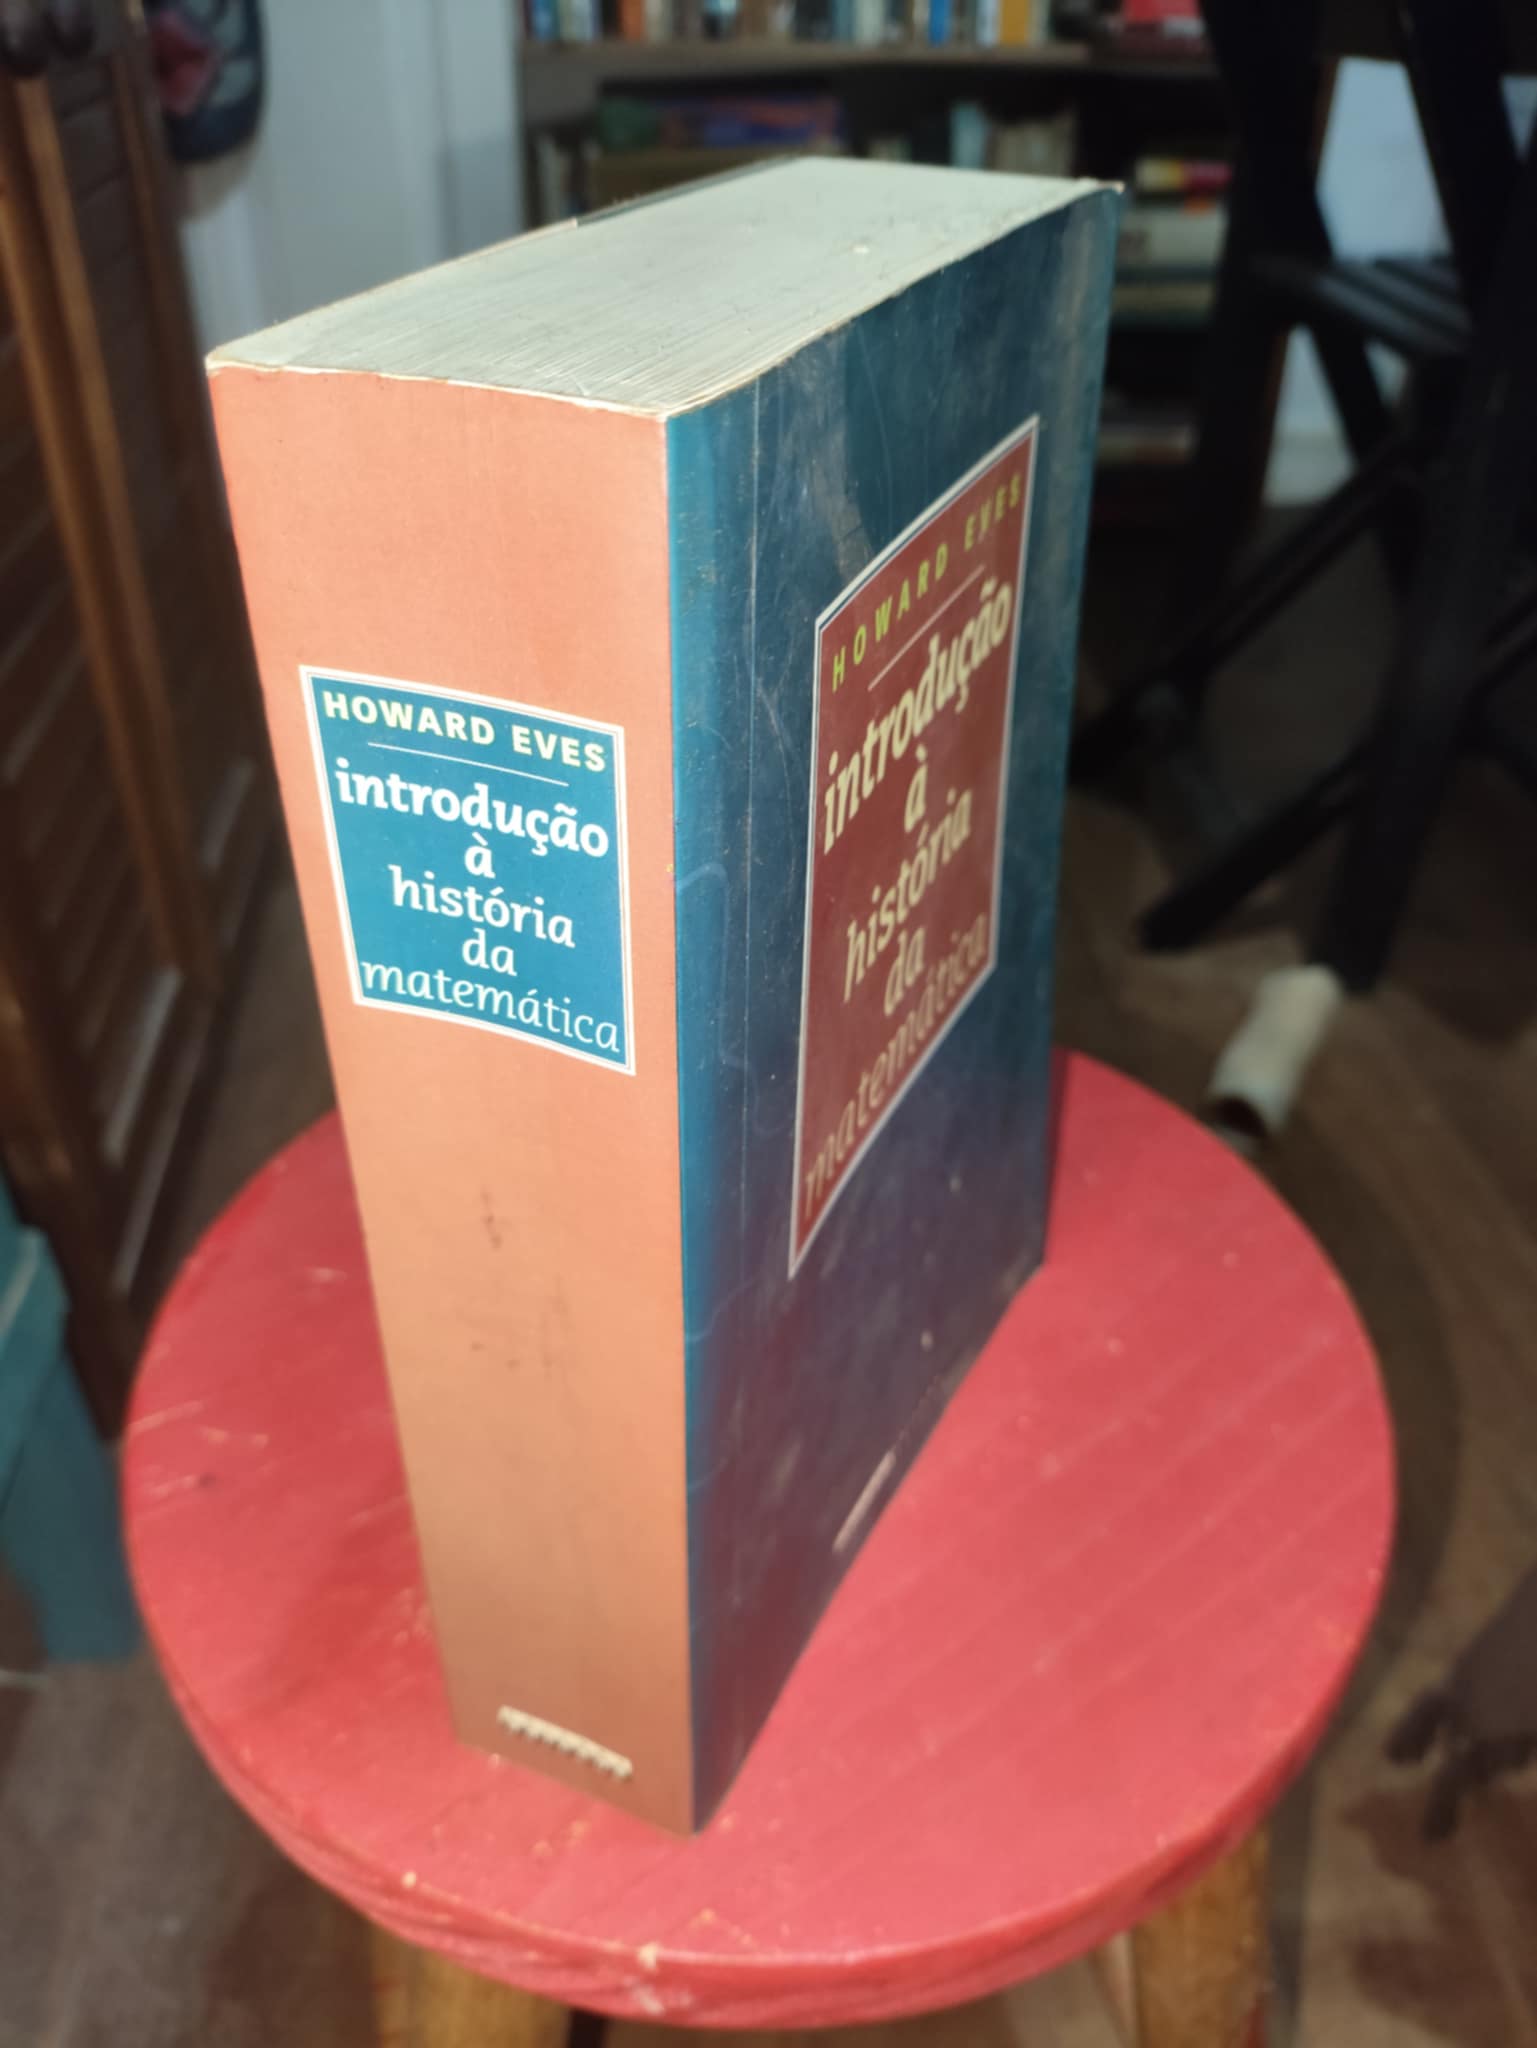 HOWARD EVES
introdução
à
história
da
matemática
HOWARD EVES
introdução
à
história
da
matemática